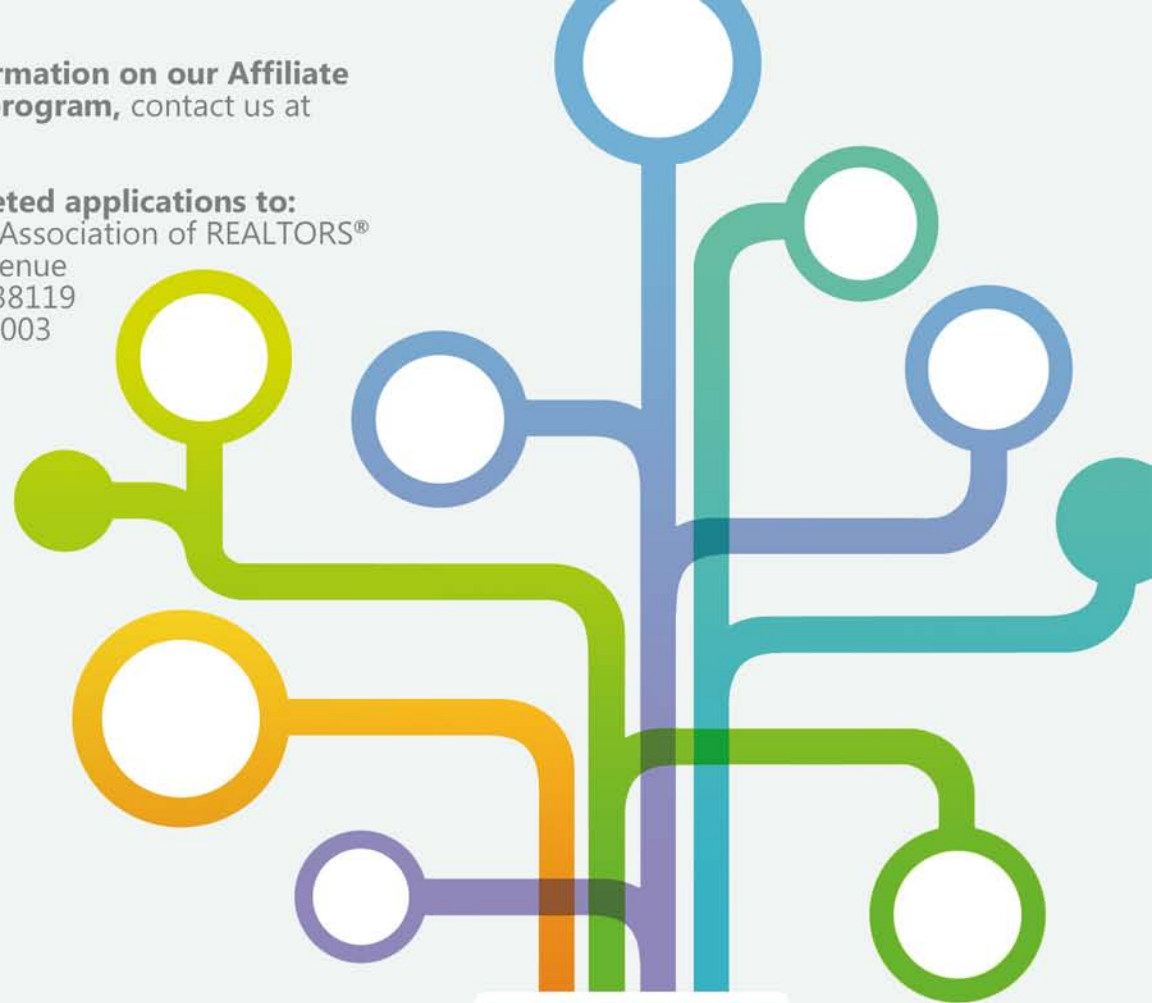 rmation on our Affiliate
rogram, contact us at
eted applications to:
Association of REALTORS®
enue
38119
003